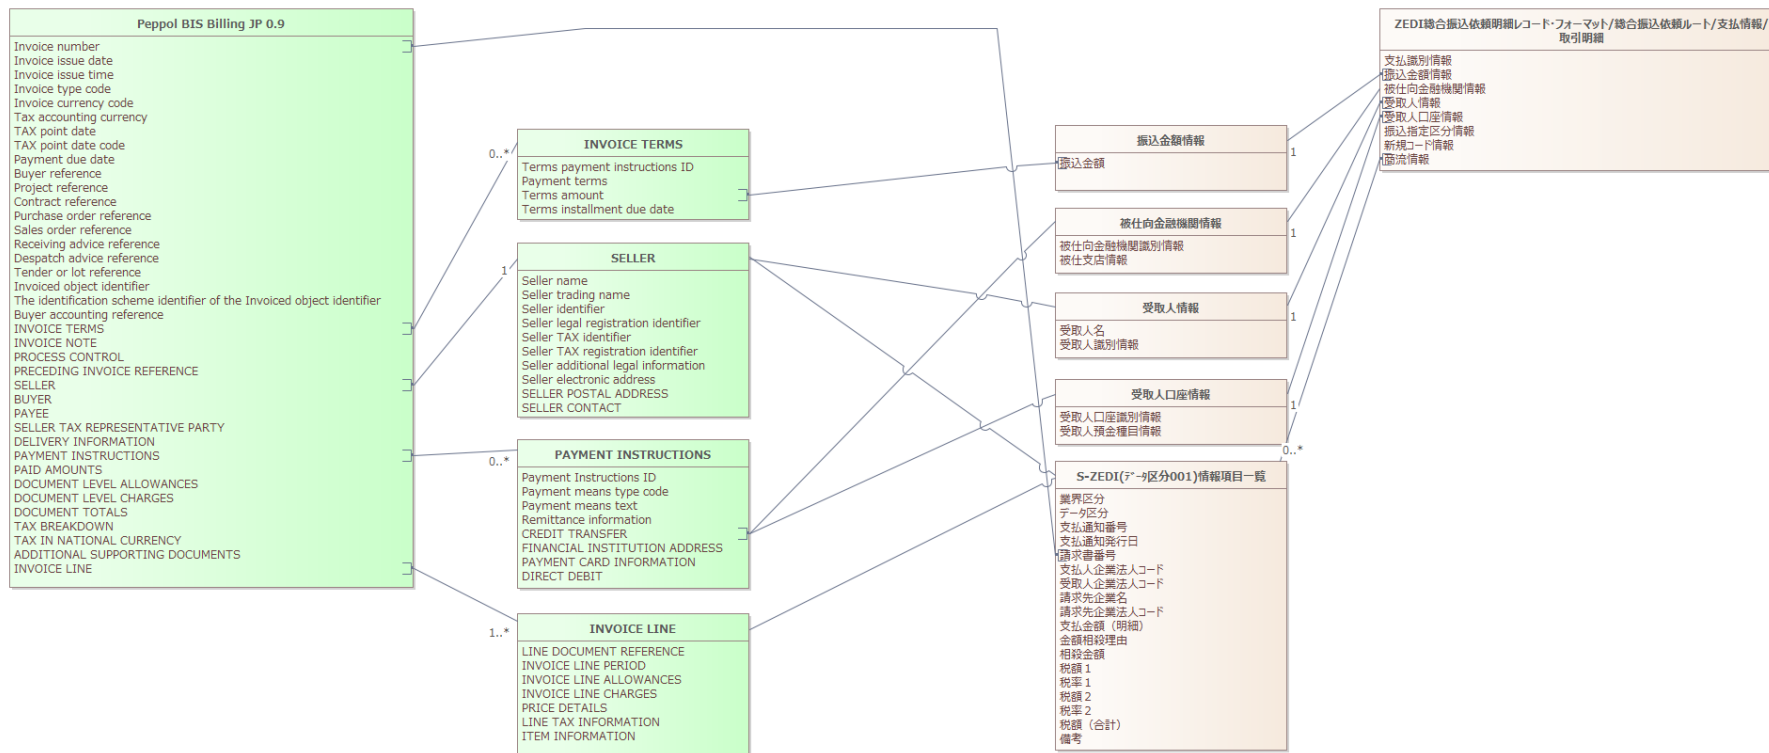 Peppol BIS Billing JP 0.9
Invoice number
Invoice issue date
Invoice issue time
Invoice type code
Invoice currency code
Tax accounting currency
TAX point date
TAX point date code
Payment due date
Buyer reference
Project reference
Contract reference
Purchase order reference
Sales order reference
Receiving advice reference
Despatch advice reference
Tender or lot reference
Invoiced object identifier
The identification scheme identifier of the Invoiced object identifier
Buyer accounting reference
INVOICE TERMS
INVOICE NOTE
PROCESS CONTROL
PRECEDING INVOICE REFERENCE
SELLER
BUYER
PAYEE
SELLER TAX REPRESENTATIVE PARTY
DELIVERY INFORMATION
PAYMENT INSTRUCTIONS
PAID AMOUNTS
DOCUMENT LEVEL ALLOWANCES
DOCUMENT LEVEL CHARGES
DOCUMENT TOTALS
TAX BREAKDOWN
TAX IN NATIONAL CURRENCY
ADDITIONAL SUPPORTING DOCUMENTS
INVOICE LINE
0..*
1
0..*
1..*
INVOICE TERMS
Terms payment instructions ID
Payment terms
Terms amount
Terms installment due date
SELLER
Seller name
Seller trading name
Seller identifier
Seller legal registration identifier
Seller TAX identifier
Seller TAX registration identifier
Seller additional legal information
Seller electronic address
SELLER POSTAL ADDRESS
SELLER CONTACT
PAYMENT INSTRUCTIONS
Payment Instructions ID
Payment means type code
Payment means text
Remittance information
CREDIT TRANSFER
FINANCIAL INSTITUTION ADDRESS
PAYMENT CARD INFORMATION
DIRECT DEBIT
INVOICE LINE
LINE DOCUMENT REFERENCE
INVOICE LINE PERIOD
INVOICE LINE ALLOWANCES
INVOICE LINE CHARGES
PRICE DETAILS
LINE TAX INFORMATION
ITEM INFORMATION
振込金額情報
振込金額
被仕向金融機関情報
被仕向金融機関識別情報
被仕支店情報
受取人情報
受取人名
受取人識別情報
受取人口座情報
受取人口座識別情報
受取人預金種目情報
S-ZEDI(ﾃﾞｰﾀ区分001)情報項目一覧
業界区分
データ区分
支払通知番号
支払通知発行日
請求書番号
支払人企業法人コード
受取人企業法人コード
請求先企業名
請求先企業法人コード
支払金額（明細）
金額相殺理由
相殺金額
税額１
税率１
税額２
税率２
税額（合計）
備考
1
1
1
1
0..*
ZEDI総合振込依頼明細レコード・フォーマット/総合振込依頼ルート/支払情報/
取引明細
支払識別情報
振込金額情報
被仕向金融機関情報
受取人情報
受取人口座情報
振込指定区分情報
新規コード情報
商流情報